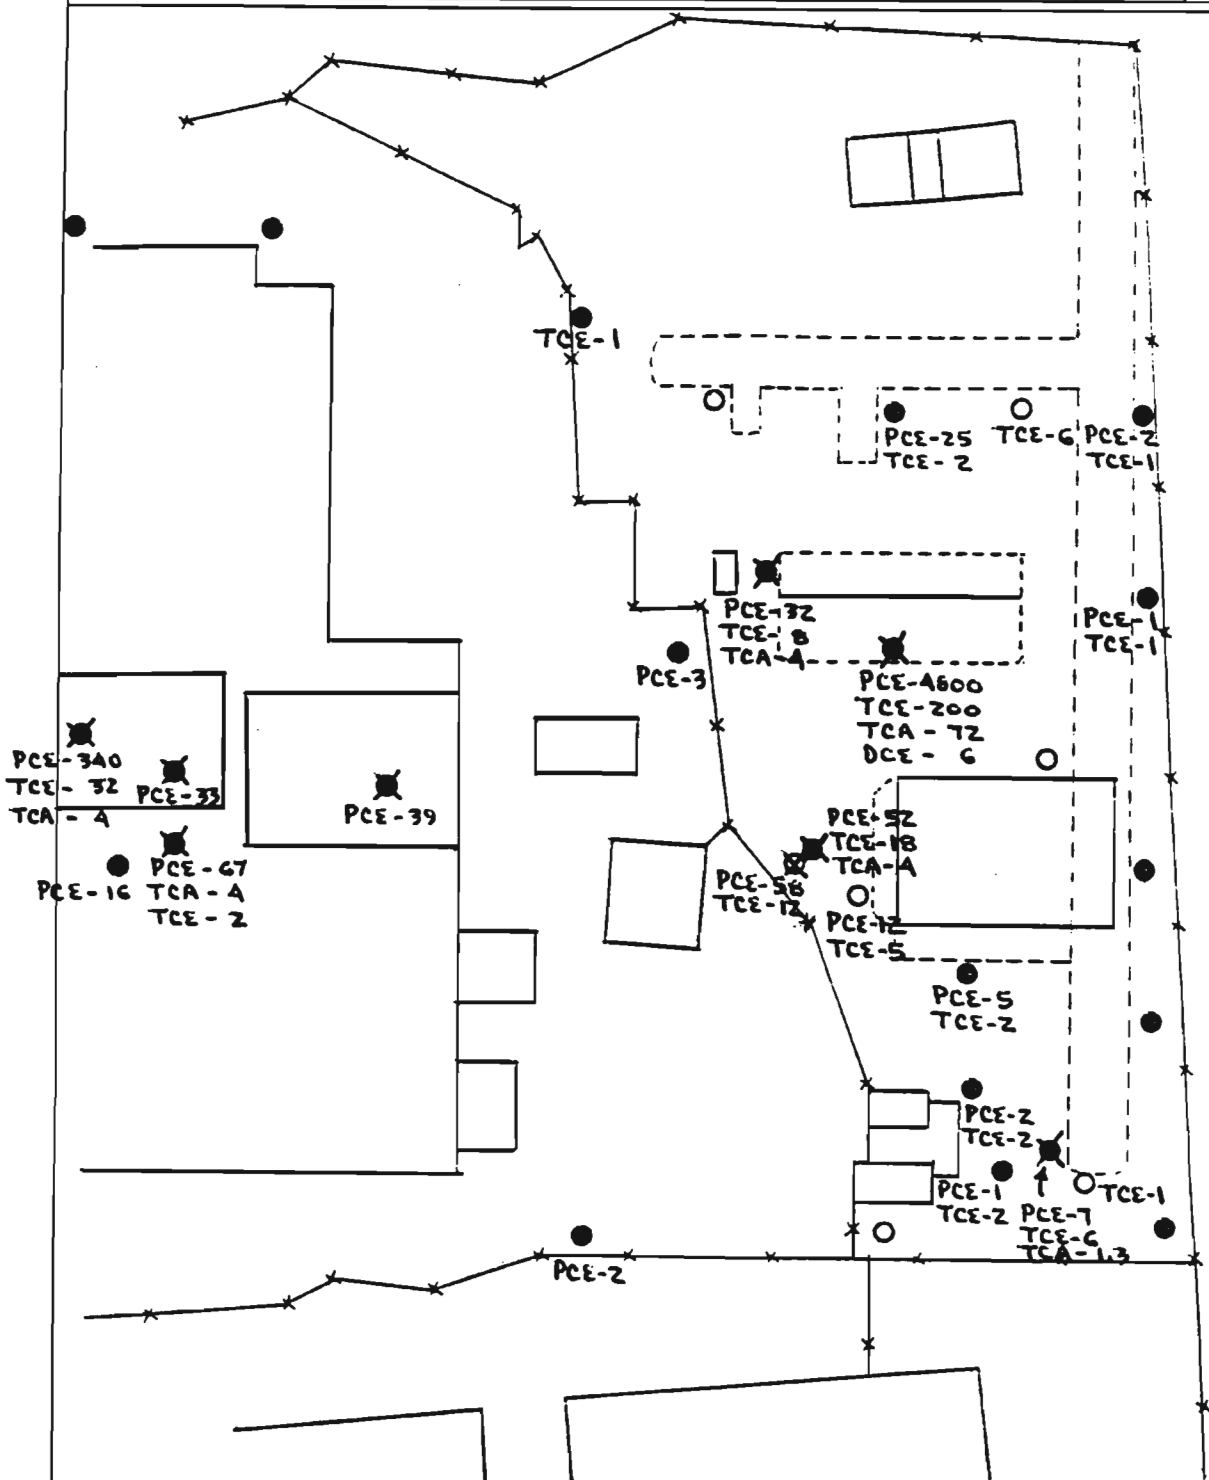 TCE-1
PCE-25
TCE-2
TCE-6
PCE-2
TCE-1
PCE-32
TCE-8
TCA-4
PCE-1
TCE-1
PCE-3
PCE-4600
TCE-200
TCA-72
DCE-6
PCE-340
TCE-32
TCA-4
PCE-33
PCE-39
PCE-52
TCE-18
TCA-4
PCE-16
PCE-67
TCA-4
TCE-2
PCE-58
TCE-12
PCE-12
TCE-5
PCE-5
TCE-2
PCE-2
TCE-2
PCE-1
TCE-2
PCE-7
TCE-6
TCA-1.3
TCE-1
PCE-2